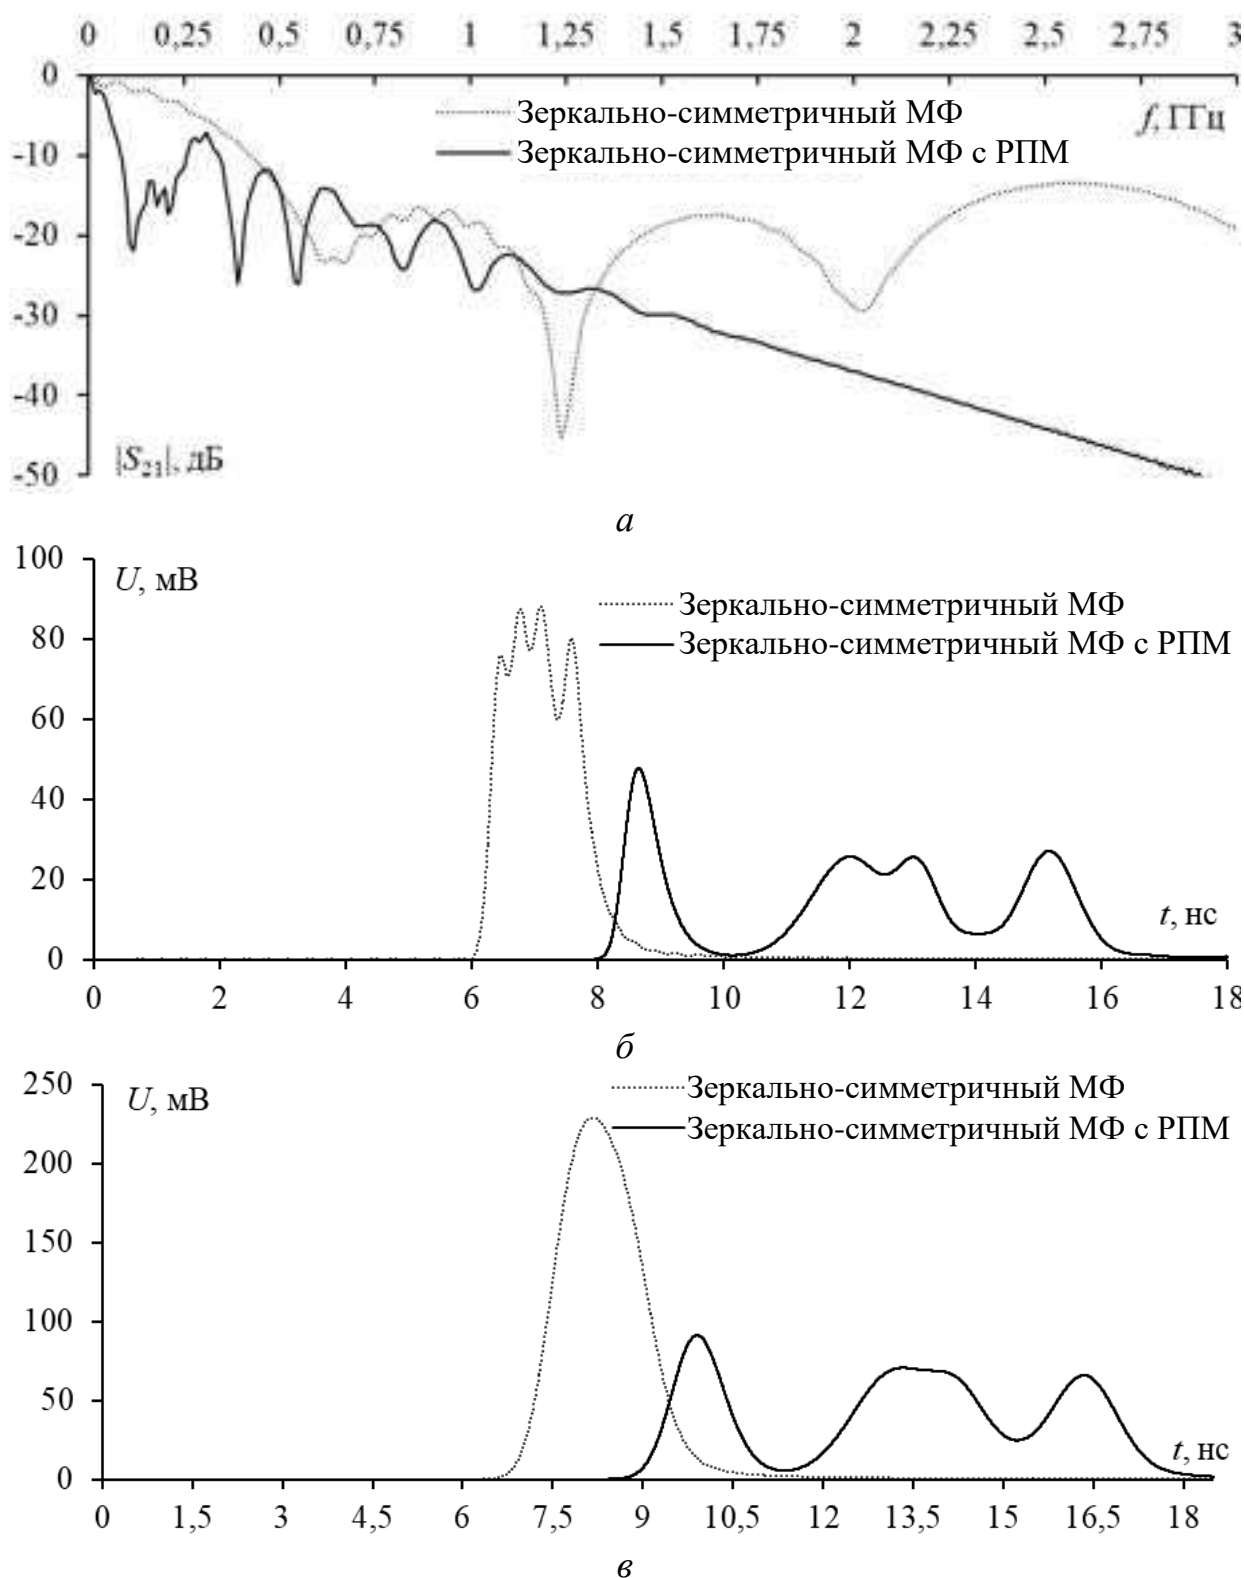 0 0,25 0,5 0,75 1 1,25 1,5 1,75 2 2,25 2,5 2,75 3
0
Зеркально-симметричный МФ
f, ГГц
-10
Зеркально-симметричный МФ с РПМ
-20
-30
-40
|S21|, дБ
-50
а
100
U, мВ
Зеркально-симметричный МФ
80
Зеркально-симметричный МФ с РПМ
60
40
20
t, нс
0
0 2 4 6 8 10 12 14 16 18
б
250
Зеркально-симметричный МФ
U, мВ
Зеркально-симметричный МФ с РПМ
200
150
100
50
t, нс
0
0 1,5 3 4,5 6 7,5 9 10,5 12 13,5 15 16,5 18
в